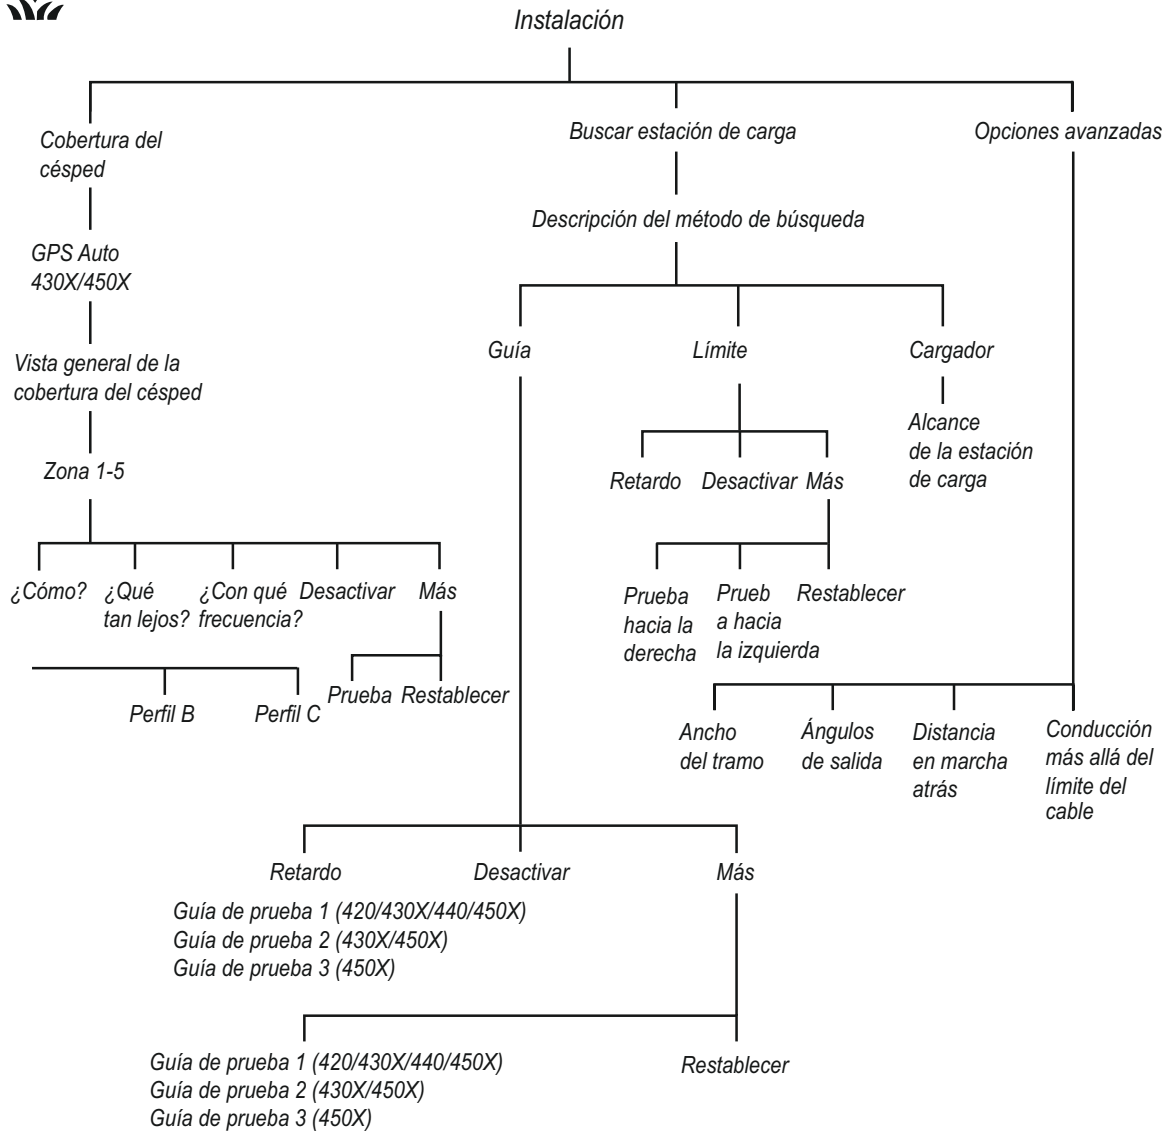 Instalación
Cobertura del
césped
Buscar estación de carga
Opciones avanzadas
Descripción del método de búsqueda
GPS Auto
430X/450X
Vista general de la
cobertura del césped
Guía
Límite
Cargador
Alcance
de la estación
de carga
Zona 1-5
Retardo
Desactivar
Más
¿Cómo?
¿Qué
tan lejos?
¿Con qué
frecuencia?
Desactivar
Más
Prueba
hacia la
derecha
Prueb
a hacia
la izquierda
Restablecer
Prueba
Restablecer
Perfil B
Perfil C
Ancho
del tramo
Ángulos
de salida
Distancia
en marcha
atrás
Conducción
más allá del
límite del
cable
Retardo
Desactivar
Más
Guía de prueba 1 (420/430X/440/450X)
Guía de prueba 2 (430X/450X)
Guía de prueba 3 (450X)
Guía de prueba 1 (420/430X/440/450X)
Guía de prueba 2 (430X/450X)
Guía de prueba 3 (450X)
Restablecer